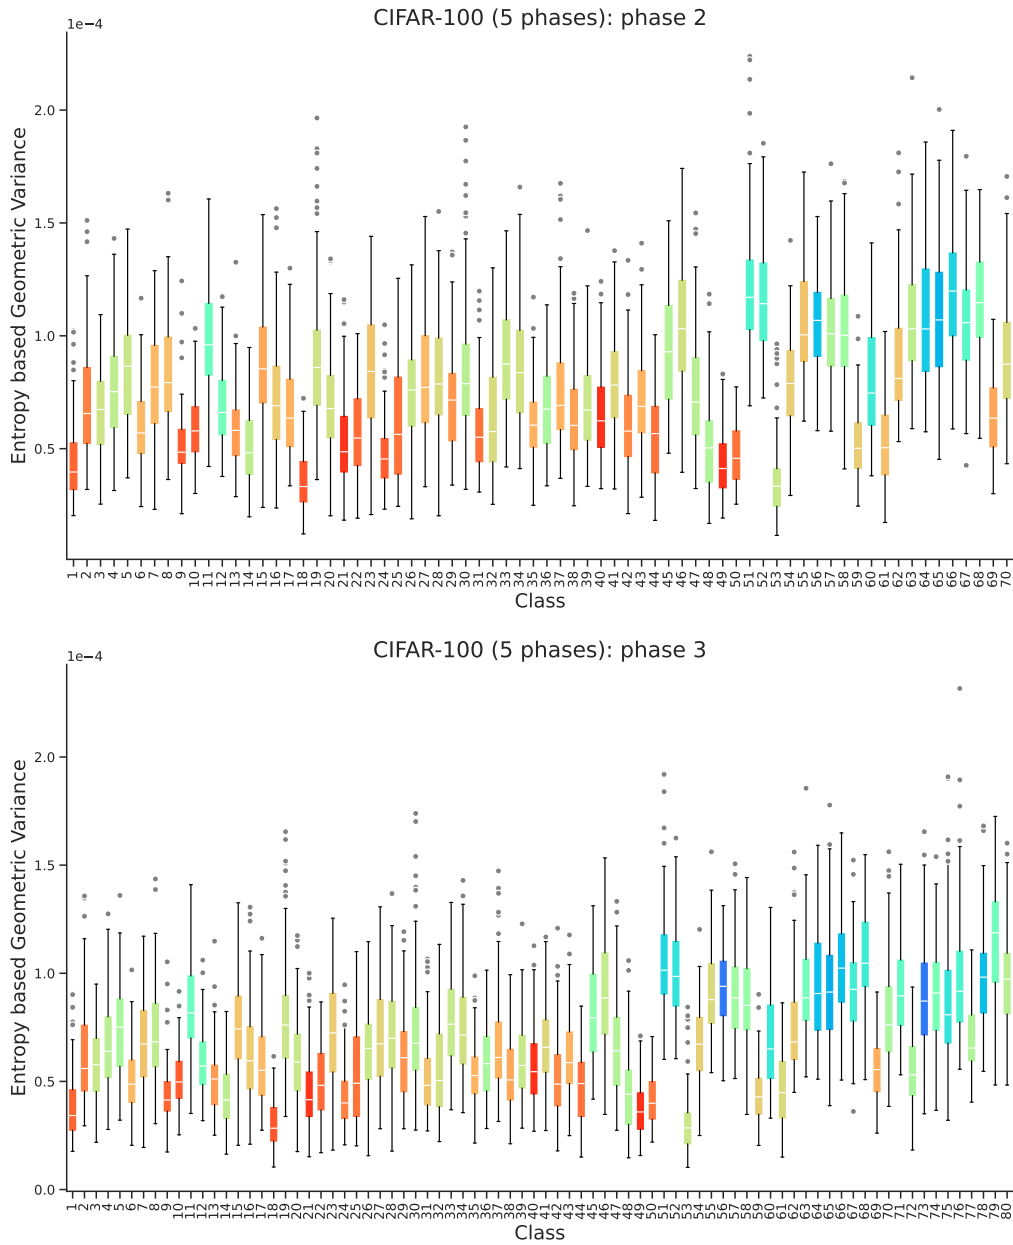 CIFAR-100 (5 phases): phase 2
1e−4
Entropy based Geometric Variance
2.0
1.5
1.0
0.5
1 2 3 4 5 6 7 8 9 10 11 12 13 14 15 16 17 18 19 20 21 22 23 24 25 26 27 28 29 30 31 32 33 34 35 36 37 38 39 40 41 42 43 44 45 46 47 48 49 50 51 52 53 54 55 56 57 58 59 60 61 62 63 64 65 66 67 68 69 70
Class
CIFAR-100 (5 phases): phase 3
1e−4
Entropy based Geometric Variance
2.0
1.5
1.0
0.5
0.0
1 2 3 4 5 6 7 8 9 10 11 12 13 14 15 16 17 18 19 20 21 22 23 24 25 26 27 28 29 30 31 32 33 34 35 36 37 38 39 40 41 42 43 44 45 46 47 48 49 50 51 52 53 54 55 56 57 58 59 60 61 62 63 64 65 66 67 68 69 70 71 72 73 74 75 76 77 78 79 80
Class